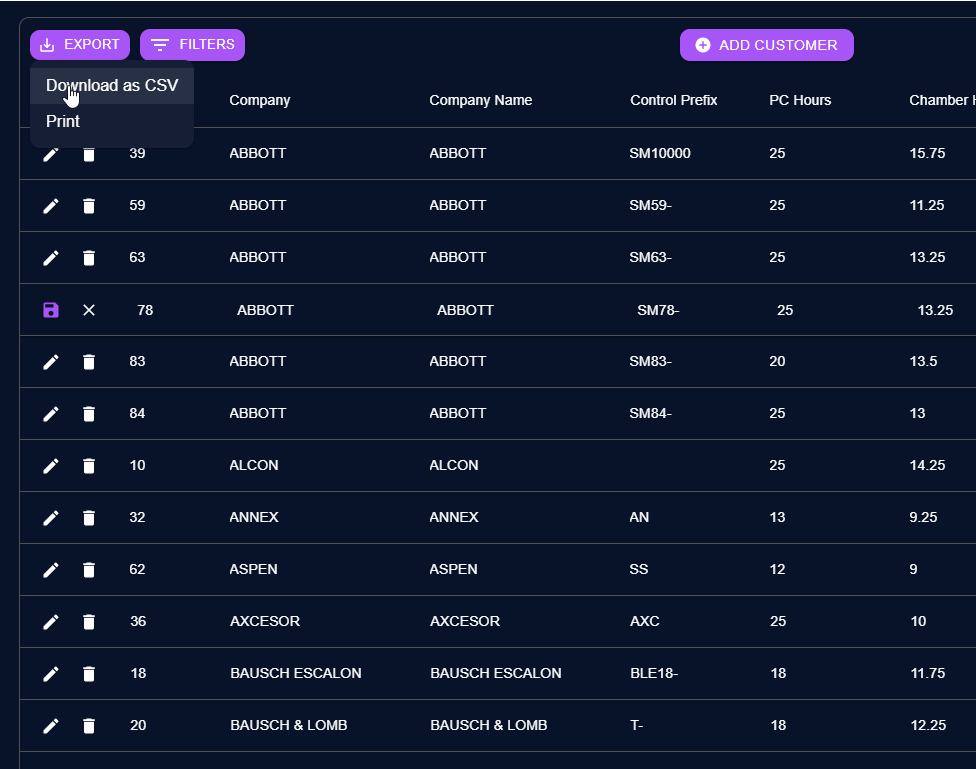 EXPORT FILTERS ADD CUSTOMER
Download as CSV
Company Company Name Control Prefix PC Hours Chamber
Print
39 ABBOTT ABBOTT SM10000 25 15.75
59 ABBOTT ABBOTT SM59- 25 11.25
63 ABBOTT ABBOTT SM63- 25 13.25
78 ABBOTT ABBOTT SM78- 25 13.25
83 ABBOTT ABBOTT SM83- 20 13.5
84 ABBOTT ABBOTT SM84- 25 13
10 ALCON ALCON 25 14.25
32 ANNEX ANNEX AN 13 9.25
62 ASPEN ASPEN SS 12 9
36 AXCESOR AXCESOR AXC 25 10
18 BAUSCH ESCALON BAUSCH ESCALON BLE18- 18 11.75
20 BAUSCH & LOMB BAUSCH & LOMB T- 18 12.25